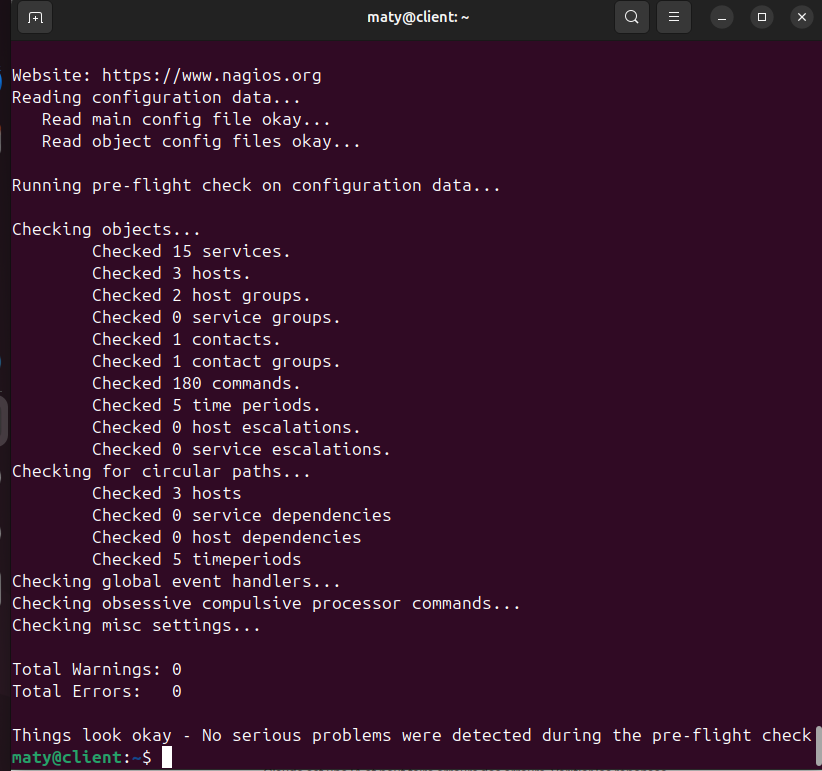 maty@client: ~
Website: https://www.nagios.org
Reading configuration data...
   Read main config file okay...
   Read object config files okay...
Running pre-flight check on configuration data...
Checking objects...
        Checked 15 services.
        Checked 3 hosts.
        Checked 2 host groups.
        Checked 0 service groups.
        Checked 1 contacts.
        Checked 1 contact groups.
        Checked 180 commands.
        Checked 5 time periods.
        Checked 0 host escalations.
        Checked 0 service escalations.
Checking for circular paths...
        Checked 3 hosts
        Checked 0 service dependencies
        Checked 0 host dependencies
        Checked 5 timeperiods
Checking global event handlers...
Checking obsessive compulsive processor commands...
Checking misc settings...
Total Warnings: 0
Total Errors:   0
Things look okay - No serious problems were detected during the pre-flight check
maty@client:~$